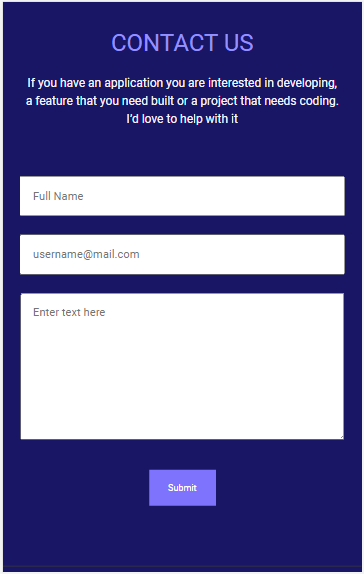 CONTACT US
If you have an application you are interested in developing,
a feature that you need built or a project that needs coding.
I'd love to help with it
Full Name
username@mail.com
Enter text here
Submit